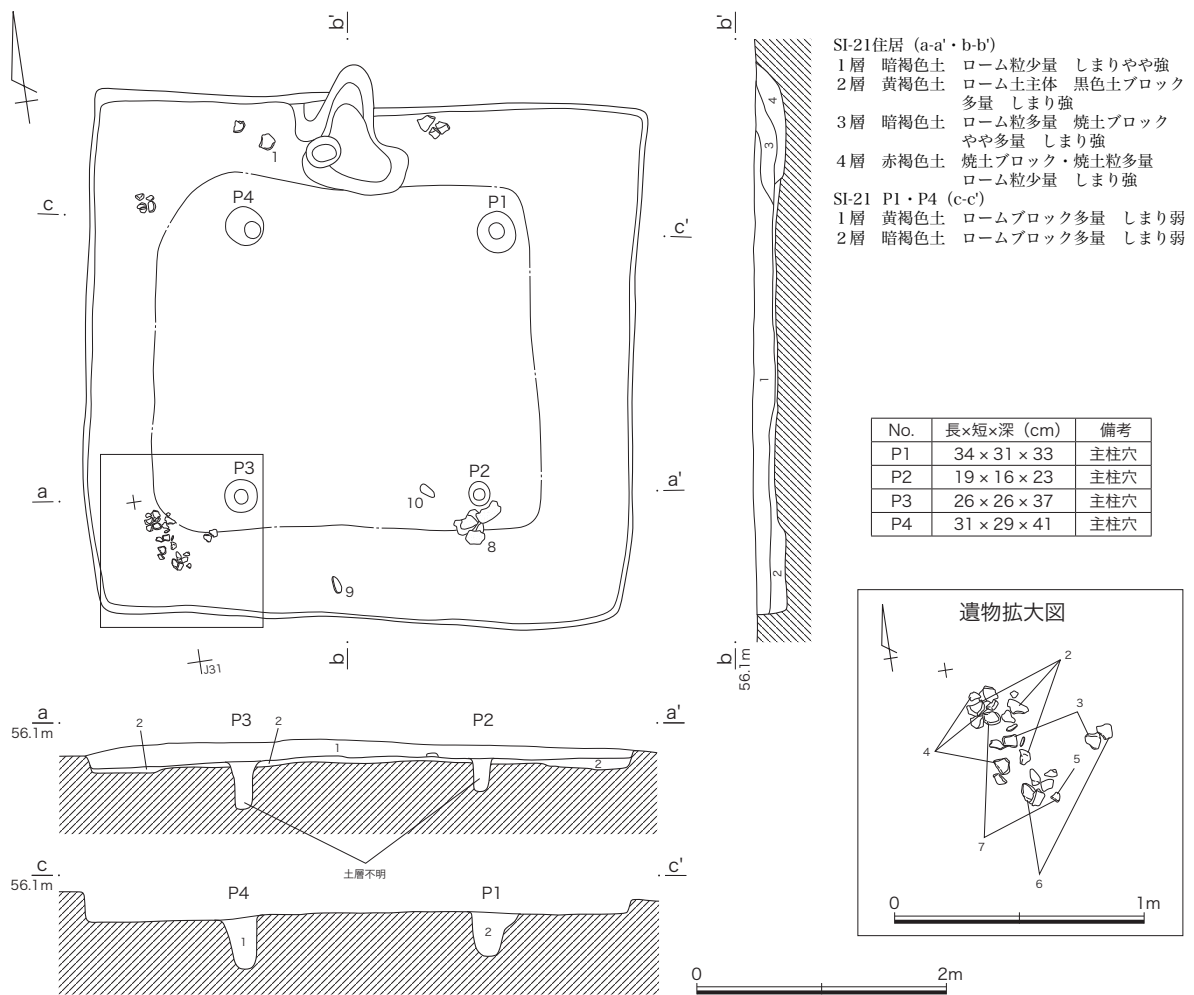 SI-21住居（a-a'・b-b'）
1層　暗褐色土　ローム粒少量　しまりやや強
2層　黄褐色土　ローム土主体　黒色土ブロック
多量　しまり強
3層　暗褐色土　ローム粒多量　焼土ブロック
やや多量　しまり強
4層　赤褐色土　焼土ブロック・焼土粒多量
ローム粒少量　しまり強
SI-21 P1・P4（c-c'）
1層　黄褐色土　ロームブロック多量　しまり弱
2層　暗褐色土　ロームブロック多量　しまり弱
b'
b'
1
4
3
P4
P1
c
c'
1
No.　長×短×深（cm）　備考
P1　34 × 31 × 33　主柱穴
P2　19 × 16 × 23　主柱穴
P3　26 × 26 × 37　主柱穴
P4　31 × 29 × 41　主柱穴
P3
P2
a
a'
10
8
9
2
b
b
56.1m
J31
遺物拡大図
2
3
4
5
7
6
0　1m
a
56.1m
2
P3
2
P2
a'
1
2
土層不明
c
56.1m
P4
P1
c'
1
2
0　2m